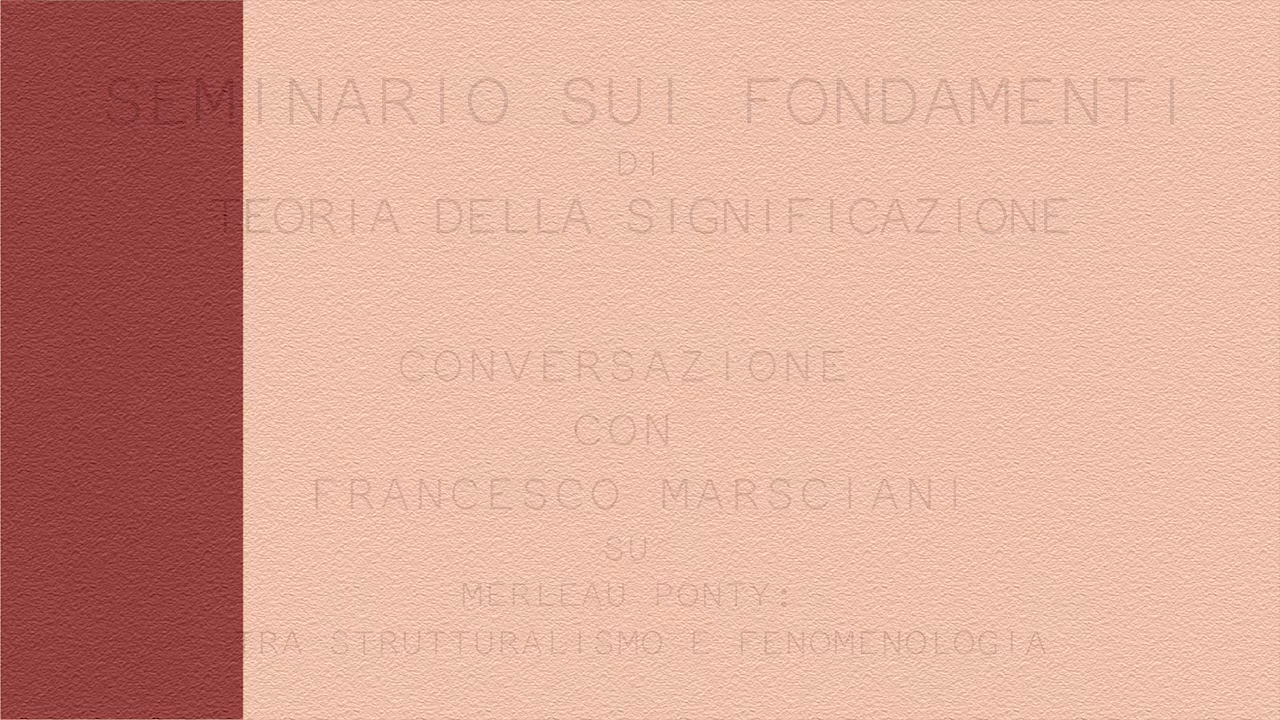 SEMINARIO SUI FONDAMENTI
DI
TEORIA DELLA SIGNIFICAZIONE
CONVERSAZIONE
CON
FRANCESCO MARSCIANI
SU
MERLEAU PONTY:
TRA STRUTTURALISMO E FENOMENOLOGIA